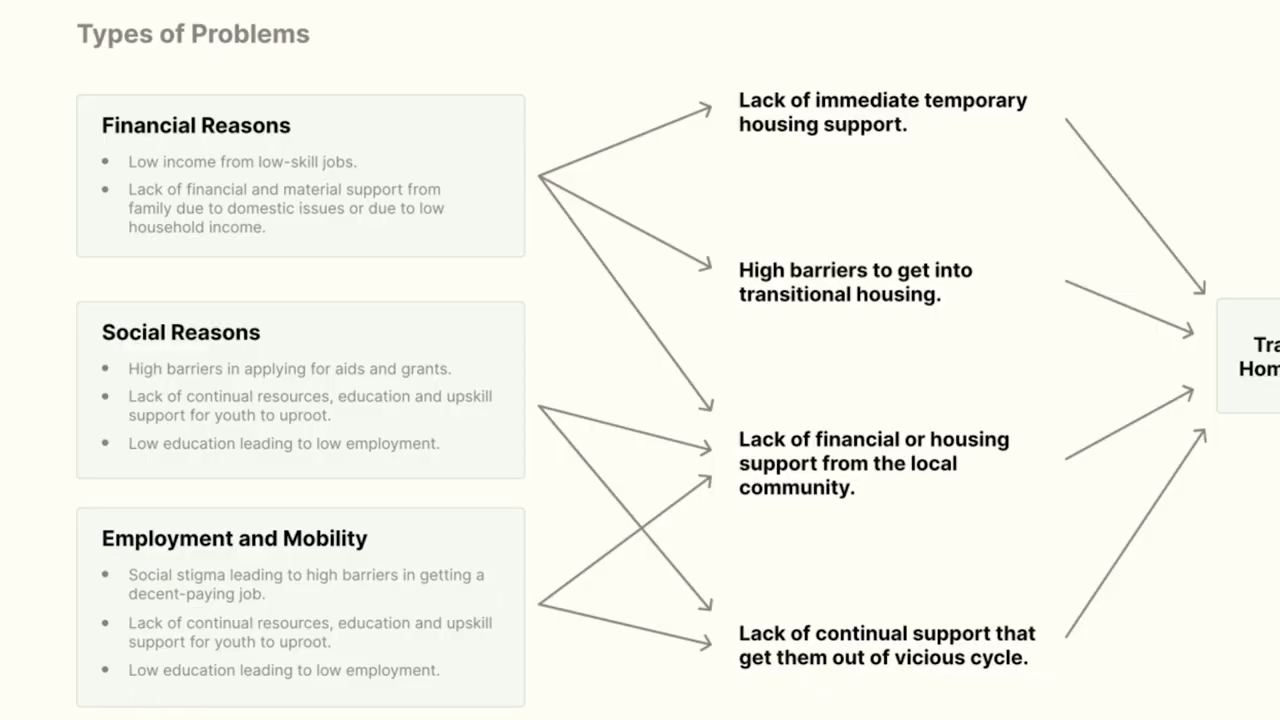 Types of Problems
Financial Reasons
Low income from low-skill jobs.
Lack of financial and material support from
family due to domestic issues or due to low
household income.
Social Reasons
High barriers in applying for aids and grants.
Lack of continual resources, education and upskill
support for youth to uproot.
Low education leading to low employment.
Employment and Mobility
Social stigma leading to high barriers in getting a
decent-paying job.
Lack of continual resources, education and upskill
support for youth to uproot.
Low education leading to low employment.
Lack of immediate temporary
housing support.
High barriers to get into
transitional housing.
Lack of financial or housing
support from the local
community.
Lack of continual support that
get them out of vicious cycle.